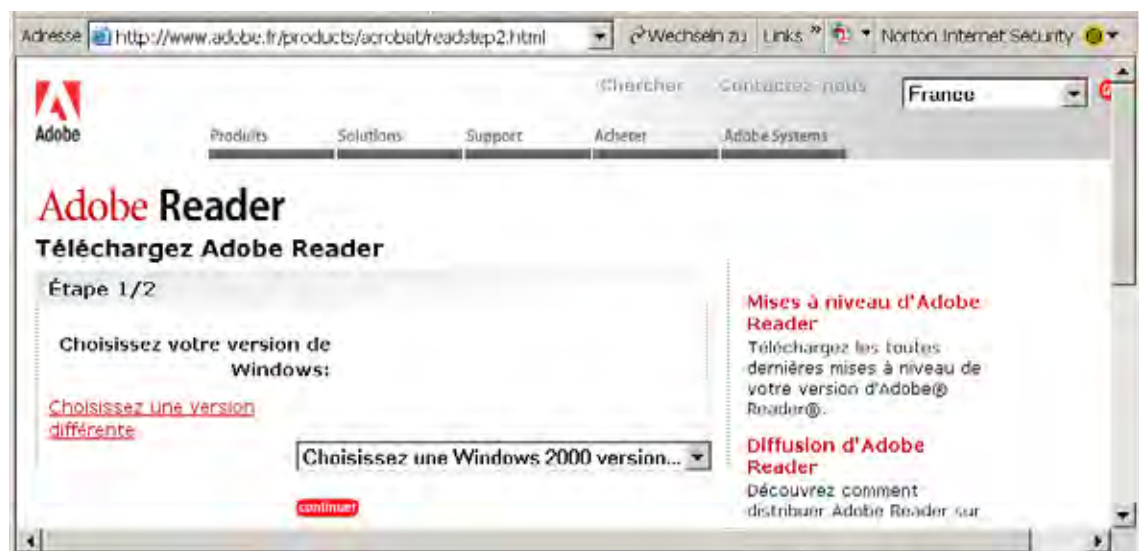 Adresse http://www.adobe.fr/products/acrobat/readstep2.html Wechseln zu Links » Norton Internet Security
Chercher Contactez-nous France
Adobe
Produits Solutions Support Acheter Adobe Systems
Adobe Reader
Téléchargez Adobe Reader
Étape 1/2
Choisissez votre version de
Windows:
Choisissez une version
différente
Choisissez une Windows 2000 version...
continuer
Mises à niveau d'Adobe
Reader
Téléchargez les toutes
dernières mises à niveau de
votre version d'Adobe®
Reader®.
Diffusion d'Adobe
Reader
Découvrez comment
distribuer Adobe Reader sur